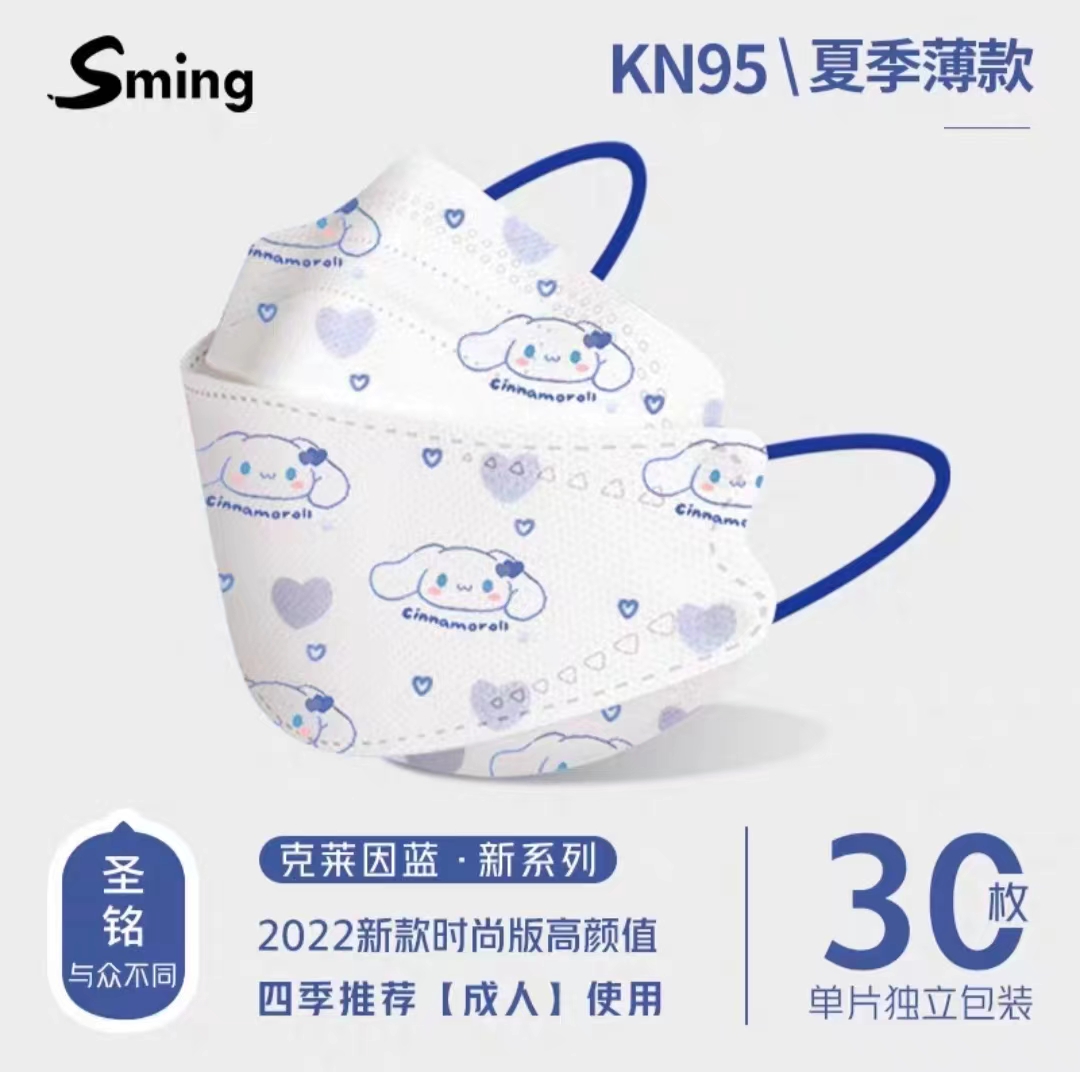 Sming
KN95\夏季薄款
innamoroll
Cinnamoroll
Cinnamoroll
Cinnamo
Cinnamoroll
圣铭
与众不同
克莱因蓝·新系列
2022新款时尚版高颜值
四季推荐【成人】使用
30枚
单片独立包装